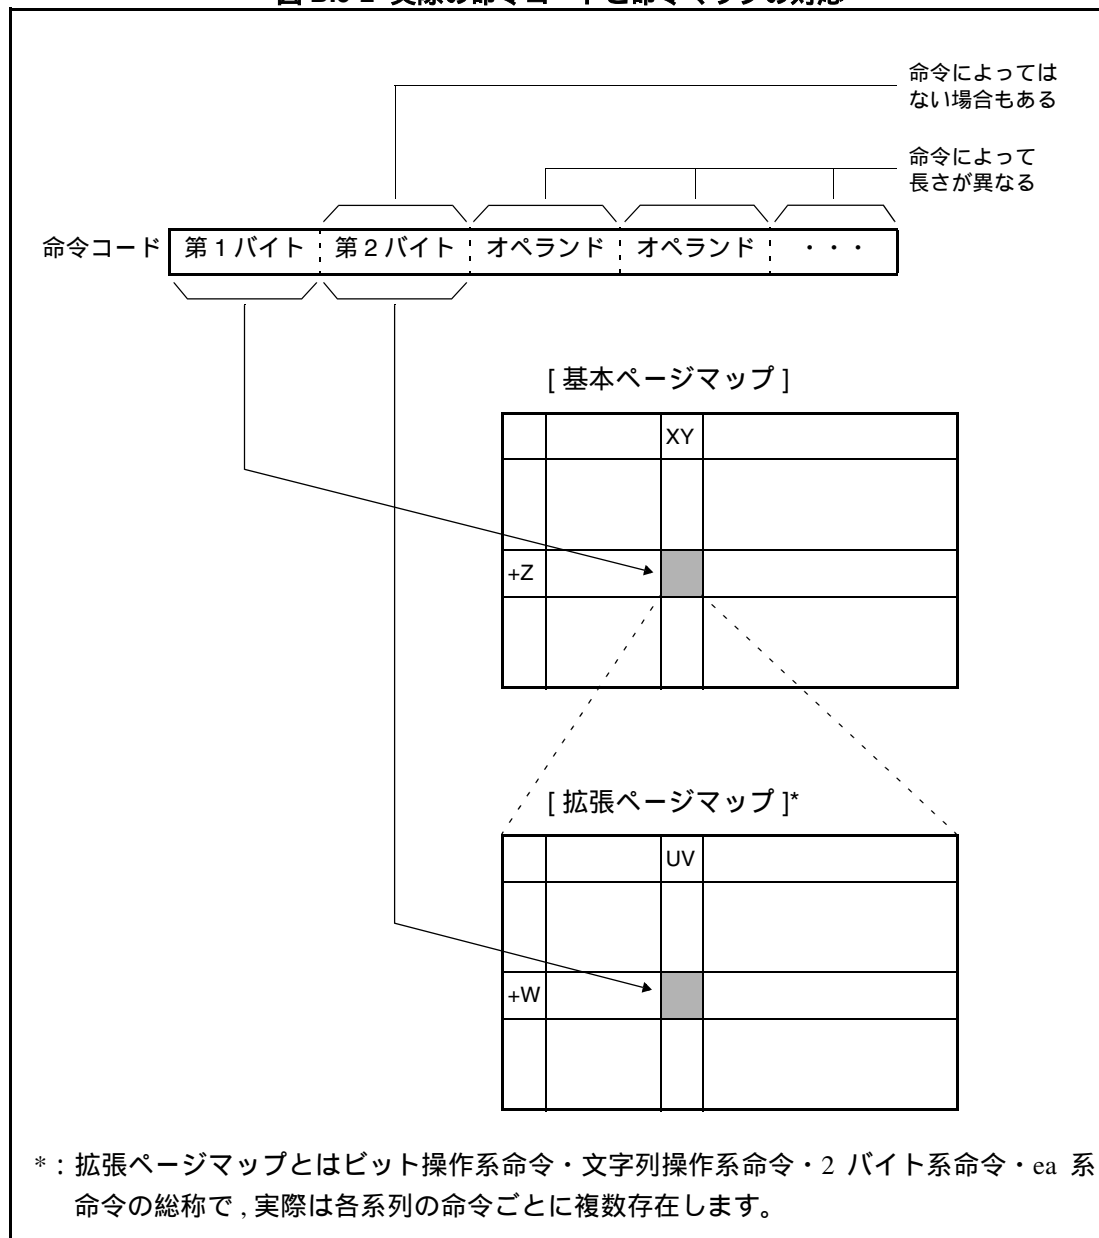 命令によっては
ない場合もある
命令によって
長さが異なる
命令コード 第1バイト 第2バイト オペランド オペランド ・・・
[ 基本ページマップ ]
XY
+Z
[ 拡張ページマップ ]*
UV
+W
*：拡張ページマップとはビット操作系命令・文字列操作系命令・2 バイト系命令・ea 系
命令の総称で , 実際は各系列の命令ごとに複数存在します。